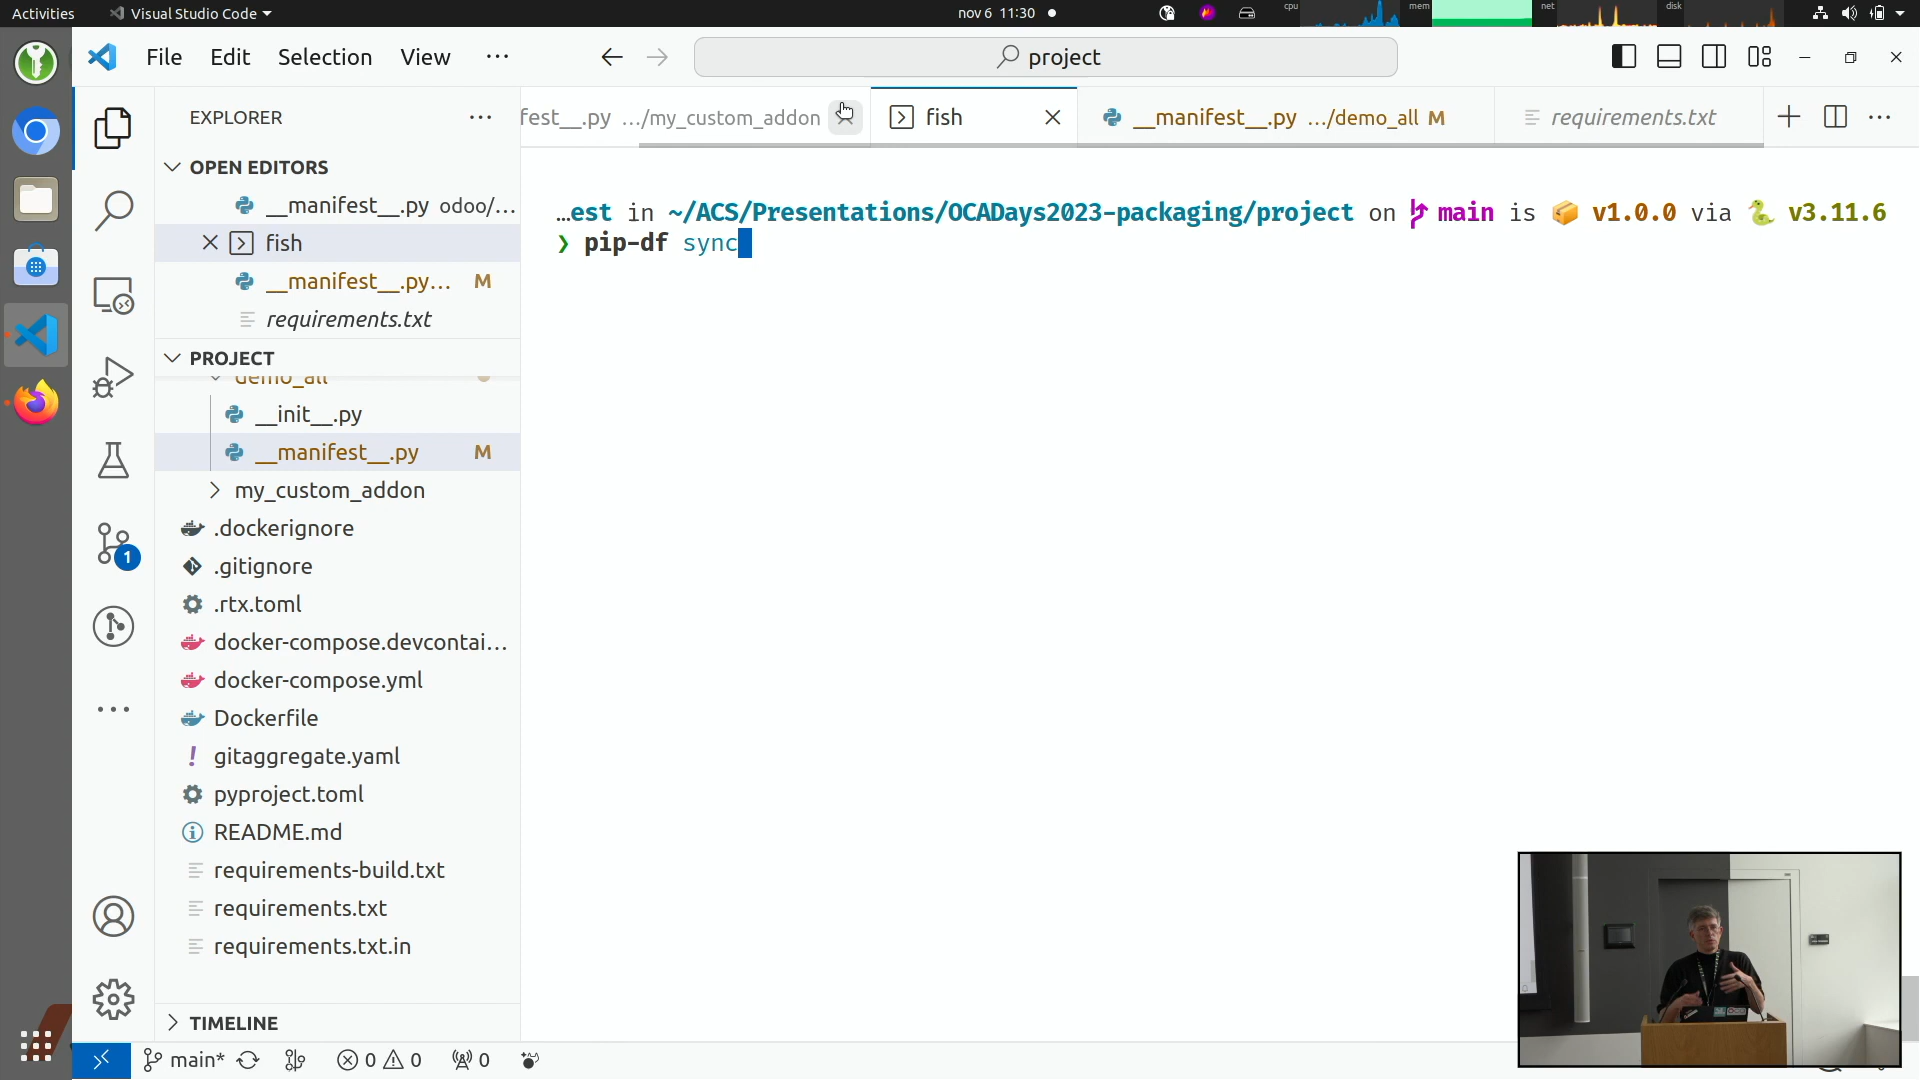 Activities
Visual Studio Code
nov 6 11:30
cpu
mem
net
disk
File Edit Selection View ···
project
EXPLORER
fest__.py …/my_custom_addon
fish
__manifest__.py …/demo_all M
requirements.txt
OPEN EDITORS
__manifest__.py odoo/...
fish
__manifest__.py... M
requirements.txt
PROJECT
demo_all
__init__.py
__manifest__.py M
my_custom_addon
.dockerignore
.gitignore
.rtx.toml
docker-compose.devcontai...
docker-compose.yml
Dockerfile
gitaggregate.yaml
pyproject.toml
README.md
requirements-build.txt
requirements.txt
requirements.txt.in
TIMELINE
1
…est in ~/ACS/Presentations/OCADays2023-packaging/project on main is 📦 v1.0.0 via 🐍 v3.11.6
❯ pip-df sync
main* 0 0 0